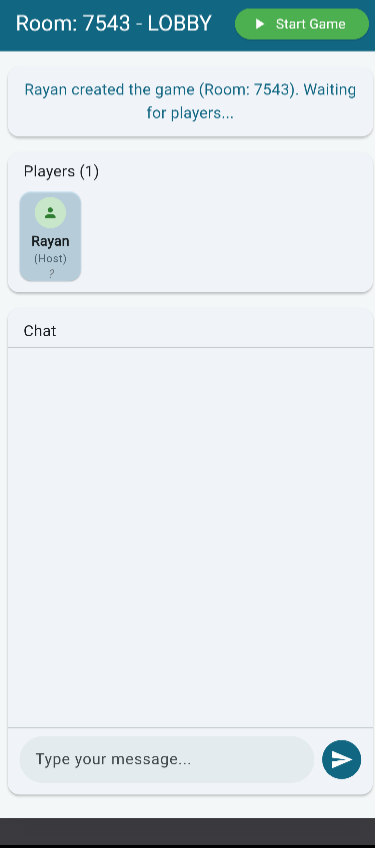 Room: 7543 - LOBBY
Start Game
Rayan created the game (Room: 7543). Waiting
for players...
Players (1)
Rayan
(Host)
?
Chat
Type your message...